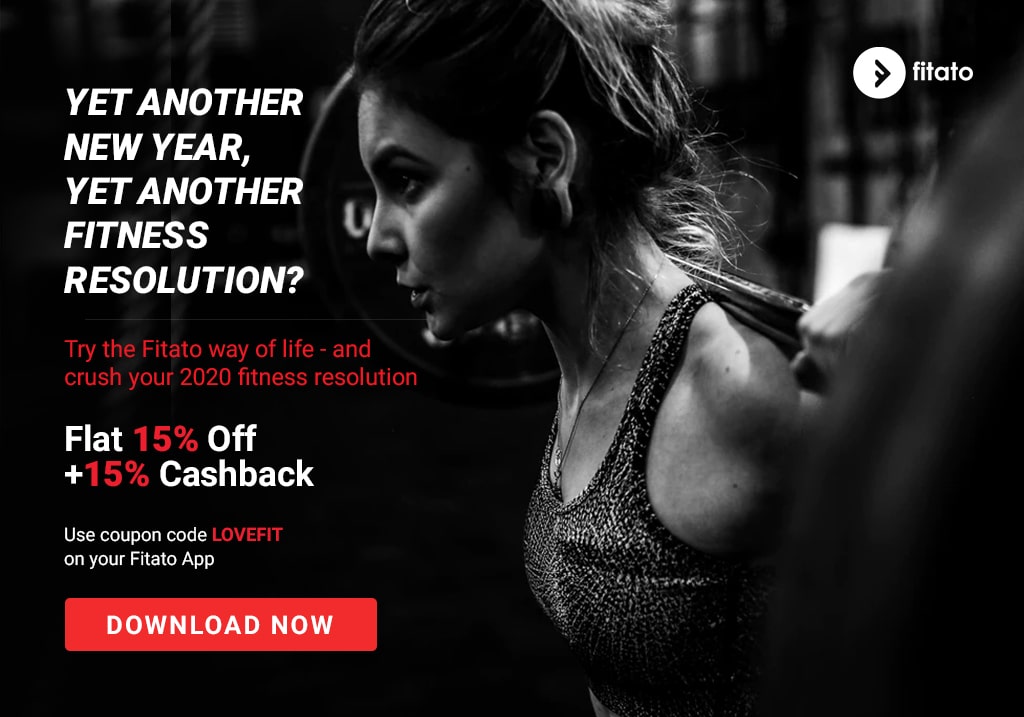 fitato
YET ANOTHER
NEW YEAR,
YET ANOTHER
FITNESS
RESOLUTION?
Try the Fitato way of life - and
crush your 2020 fitness resolution
Flat 15% Off
+15% Cashback
Use coupon code LOVEFIT
on your Fitato App
DOWNLOAD NOW